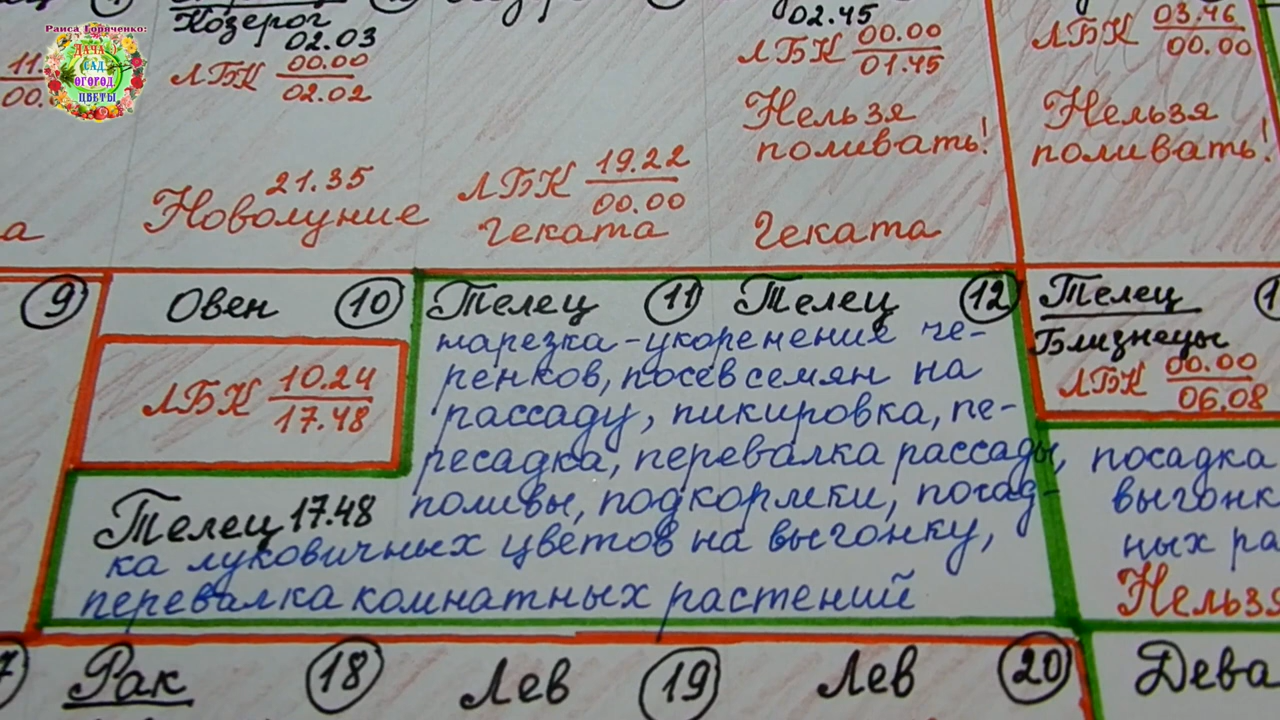 Раиса Горяченко:
ДАЧА
САД
ОГОРОД
ЦВЕТЫ
11.
00.
Козерог
02.03
ЛБК 00.00
02.02
21.35
Новолуние
ЛБК 19.22
00.00
Геката
02.45
ЛБК 00.00
01.45
Нельзя
поливать!
Геката
ЛБК 03.46
00.00
Нельзя
поливать!
9
Овен 10
ЛБК 10.24
17.48
Телец 11 Телец 12
нарезка-укоренение че-
ренков, посев семян на
рассаду, пикировка, пе-
ресадка, перевалка рассады,
поливы, подкормки, посад-
Телец 17.48
ка луковичных цветов на выгонку,
перевалка комнатных растений
Телец
Близнецы
ЛБК 00.00
06.08
посадка
выгонк
ных ра
Нельзя
7
Рак 18
Лев 19
Лев 20
Дева